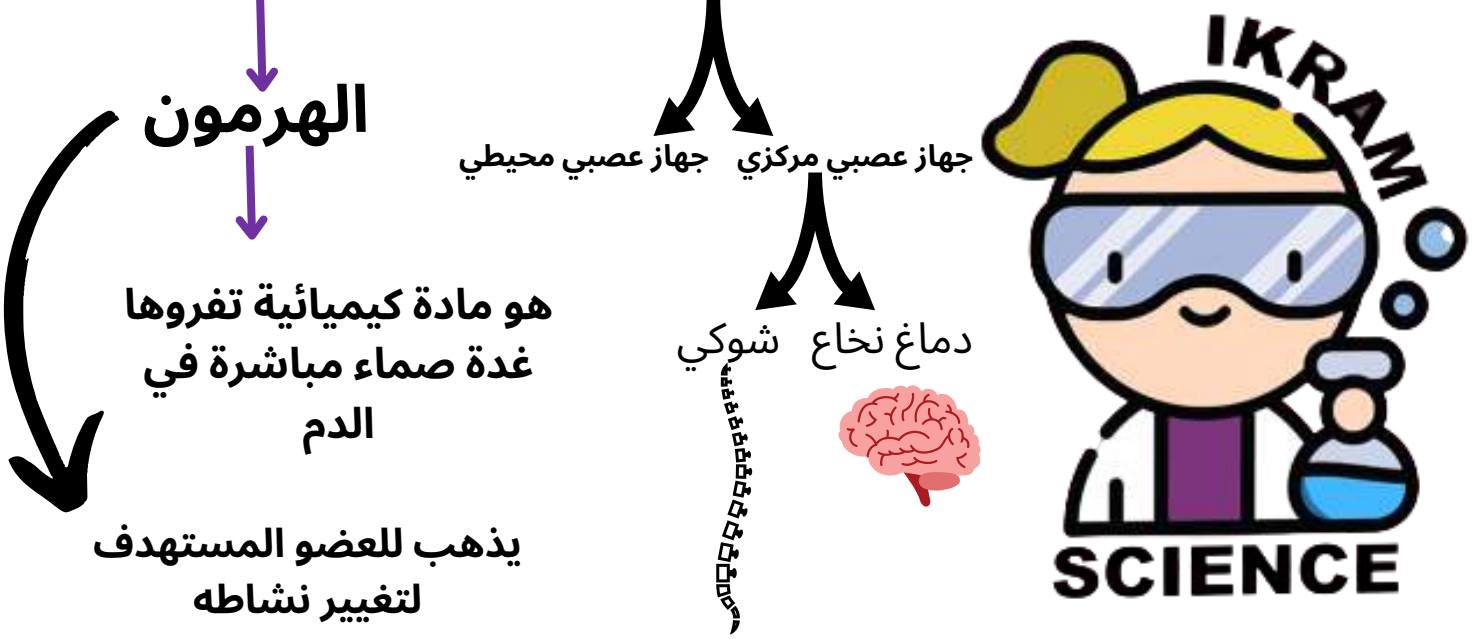 IKRAM
SCIENCE
جهاز عصبي مركزي
جهاز عصبي محيطي
دماغ نخاع شوكي
الهرمون
هو مادة كيميائية تفروها
غدة صماء مباشرة في
الدم
يذهب للعضو المستهدف
لتغيير نشاطه